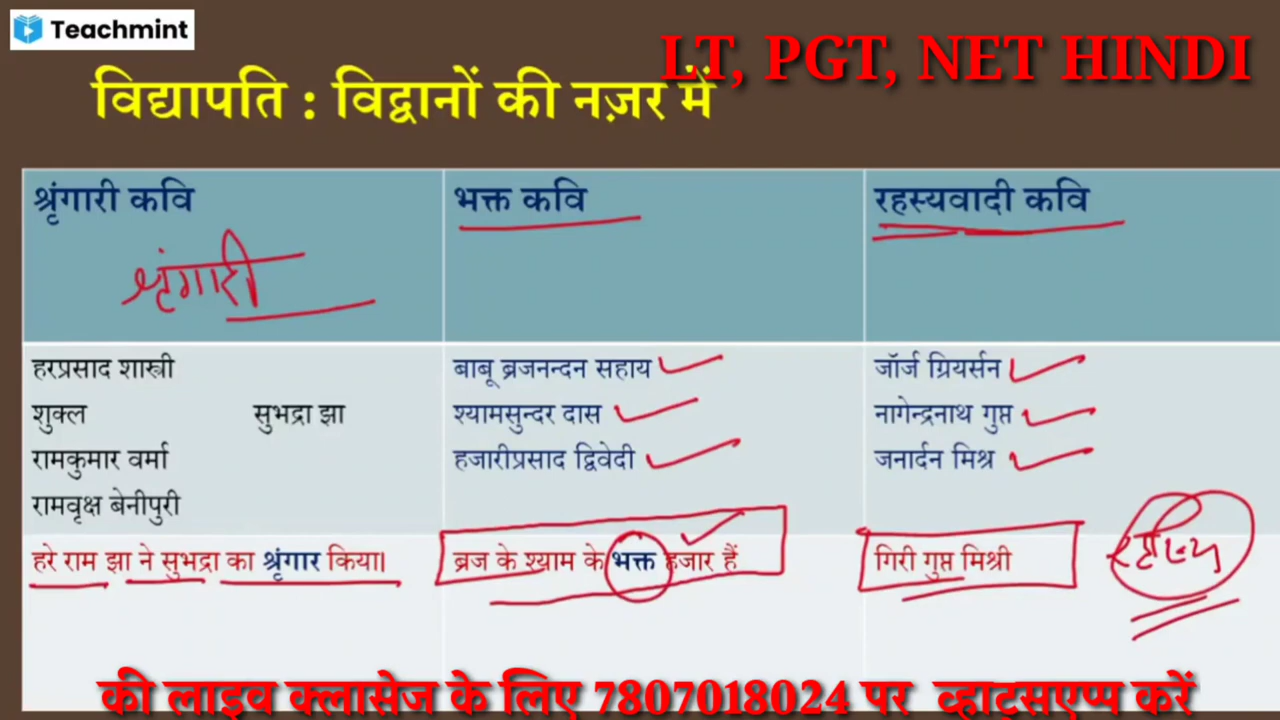 Teachmint
LT, PGT, NET HINDI
विद्यापति : विद्वानों की नज़र में
श्रृंगारी कवि
भक्त कवि
रहस्यवादी कवि
श्रृंगारी
हरप्रसाद शास्त्री
बाबू ब्रजनन्दन सहाय
जॉर्ज ग्रियर्सन
शुक्ल सुभद्रा झा
श्यामसुन्दर दास
नागेन्द्रनाथ गुप्त
रामकुमार वर्मा
हजारीप्रसाद द्विवेदी
जनार्दन मिश्र
रामवृक्ष बेनीपुरी
हरे राम झा ने सुभद्रा का श्रृंगार किया।
ब्रज के श्याम के भक्त हजार हैं
गिरी गुप्त मिश्री
की लाइव क्लासेज के लिए 7807018024 पर व्हाट्सएप्प करें